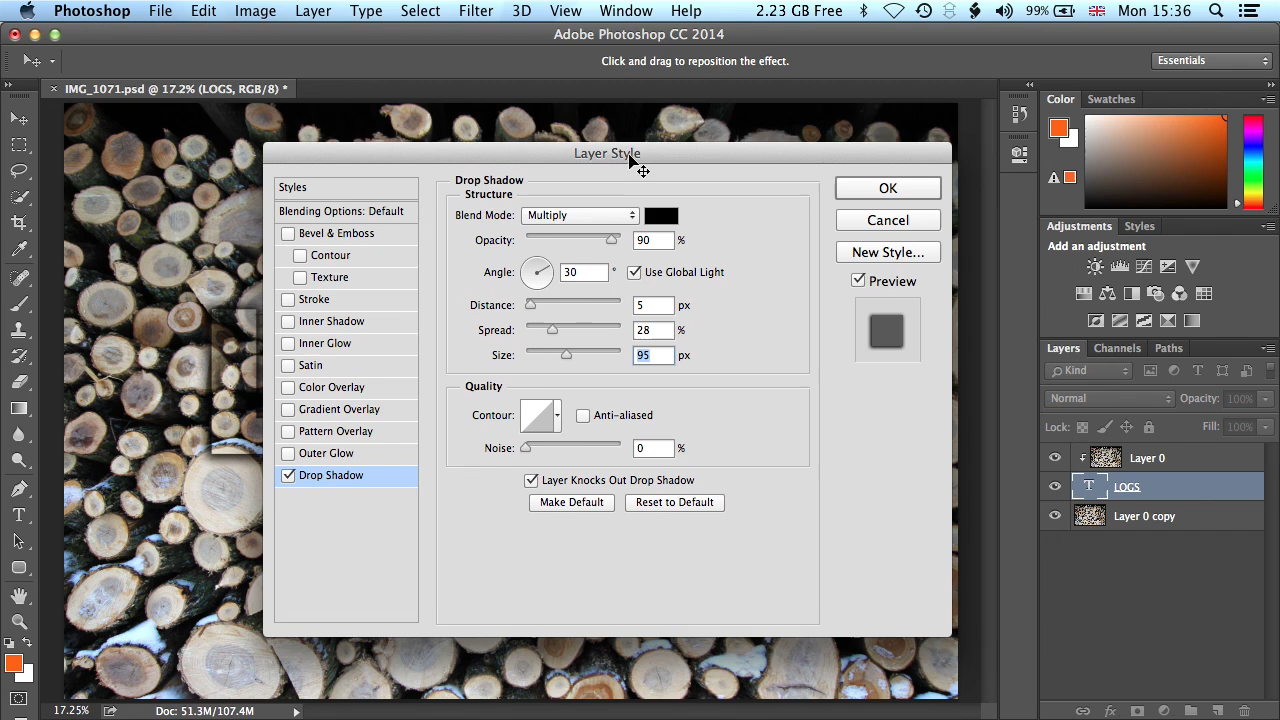 Photoshop File Edit Image Layer Type Select Filter 3D View Window Help 2.23 GB Free 99% Mon 15:36
Adobe Photoshop CC 2014
Click and drag to reposition the effect.
Essentials
IMG_1071.psd @ 17.2% (LOGS, RGB/8) *
Color Swatches
Layer Style
Styles
Blending Options: Default
Bevel & Emboss
Contour
Texture
Stroke
Inner Shadow
Inner Glow
Satin
Color Overlay
Gradient Overlay
Pattern Overlay
Outer Glow
Drop Shadow
Drop Shadow
Structure
Blend Mode: Multiply
Opacity: 90 %
Angle: 30 ° Use Global Light
Distance: 5 px
Spread: 28 %
Size: 95 px
Quality
Contour: Anti-aliased
Noise: 0 %
Layer Knocks Out Drop Shadow
Make Default Reset to Default
OK
Cancel
New Style...
Preview
Adjustments Styles
Add an adjustment
Layers Channels Paths
Kind T
Normal Opacity:
Lock: Fill: 100%
Layer 0
T LOGS
Layer 0 copy
T
17.25% Doc: 51.3M/107.4M
fx